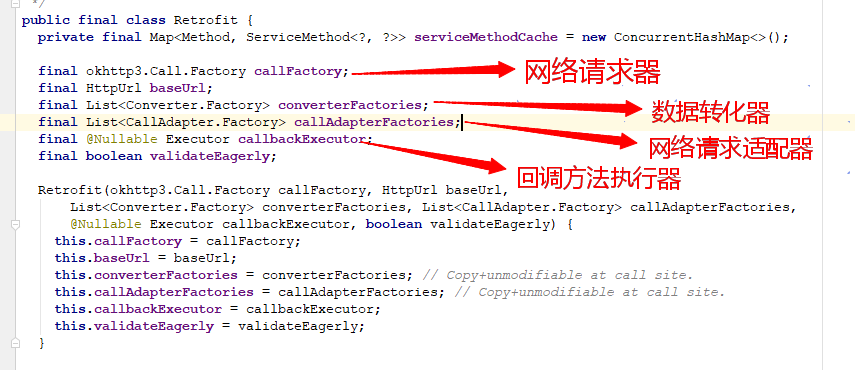 */
public final class Retrofit {
private final Map<Method, ServiceMethod<?, ?>> serviceMethodCache = new ConcurrentHashMap<>();
final okhttp3.Call.Factory callFactory; 网络请求器
final HttpUrl baseUrl;
final List<Converter.Factory> converterFactories; 数据转化器
final List<CallAdapter.Factory> callAdapterFactories; 网络请求适配器
final @Nullable Executor callbackExecutor; 回调方法执行器
final boolean validateEagerly;
Retrofit(okhttp3.Call.Factory callFactory, HttpUrl baseUrl,
List<Converter.Factory> converterFactories, List<CallAdapter.Factory> callAdapterFactories,
@Nullable Executor callbackExecutor, boolean validateEagerly) {
this.callFactory = callFactory;
this.baseUrl = baseUrl;
this.converterFactories = converterFactories; // Copy+unmodifiable at call site.
this.callAdapterFactories = callAdapterFactories; // Copy+unmodifiable at call site.
this.callbackExecutor = callbackExecutor;
this.validateEagerly = validateEagerly;
}